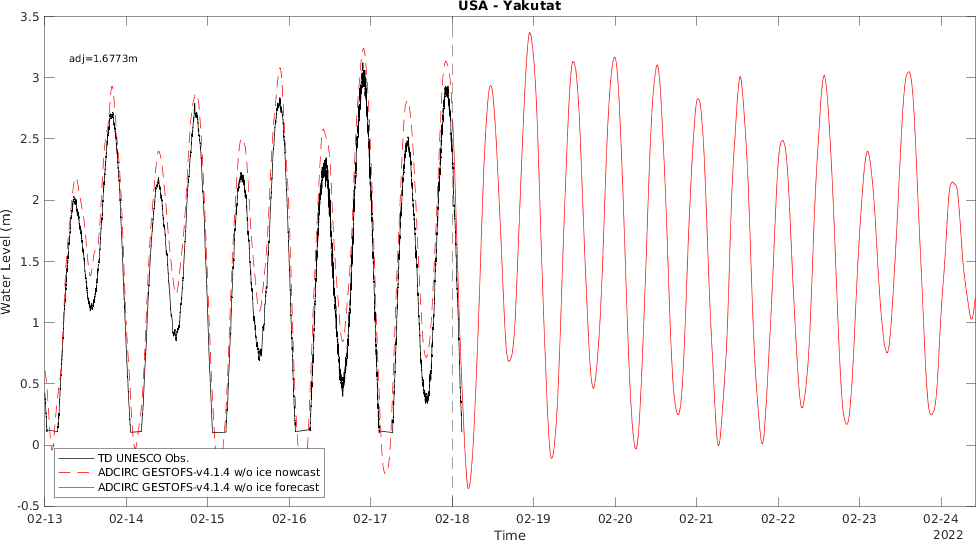 USA - Yakutat
adj=1.6773m
Water Level (m)
3.5
3
2.5
2
1.5
1
0.5
0
-0.5
TD UNESCO Obs.
ADCIRC GESTOFS-v4.1.4 w/o ice nowcast
ADCIRC GESTOFS-v4.1.4 w/o ice forecast
02-13 02-14 02-15 02-16 02-17 02-18 02-19 02-20 02-21 02-22 02-23 02-24
Time
2022